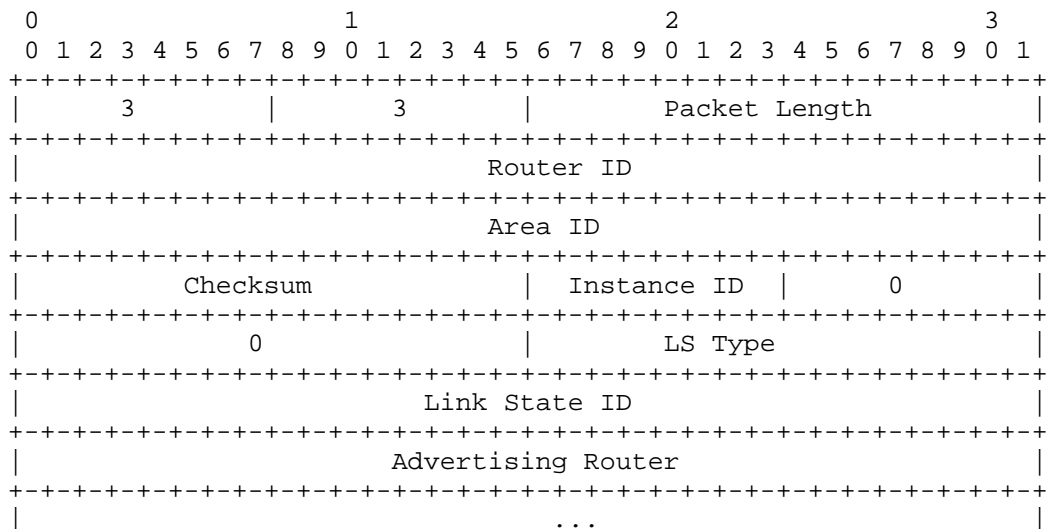 0                   1                   2                   3
0 1 2 3 4 5 6 7 8 9 0 1 2 3 4 5 6 7 8 9 0 1 2 3 4 5 6 7 8 9 0 1
+-+-+-+-+-+-+-+-+-+-+-+-+-+-+-+-+-+-+-+-+-+-+-+-+-+-+-+-+-+-+-+-+
|       3       |       3       |        Packet Length          |
+-+-+-+-+-+-+-+-+-+-+-+-+-+-+-+-+-+-+-+-+-+-+-+-+-+-+-+-+-+-+-+-+
|                             Router ID                         |
+-+-+-+-+-+-+-+-+-+-+-+-+-+-+-+-+-+-+-+-+-+-+-+-+-+-+-+-+-+-+-+-+
|                             Area ID                           |
+-+-+-+-+-+-+-+-+-+-+-+-+-+-+-+-+-+-+-+-+-+-+-+-+-+-+-+-+-+-+-+-+
|          Checksum             |  Instance ID  |      0        |
+-+-+-+-+-+-+-+-+-+-+-+-+-+-+-+-+-+-+-+-+-+-+-+-+-+-+-+-+-+-+-+-+
|              0                |        LS Type                |
+-+-+-+-+-+-+-+-+-+-+-+-+-+-+-+-+-+-+-+-+-+-+-+-+-+-+-+-+-+-+-+-+
|                         Link State ID                         |
+-+-+-+-+-+-+-+-+-+-+-+-+-+-+-+-+-+-+-+-+-+-+-+-+-+-+-+-+-+-+-+-+
|                       Advertising Router                      |
+-+-+-+-+-+-+-+-+-+-+-+-+-+-+-+-+-+-+-+-+-+-+-+-+-+-+-+-+-+-+-+-+
|                                 ...                           |